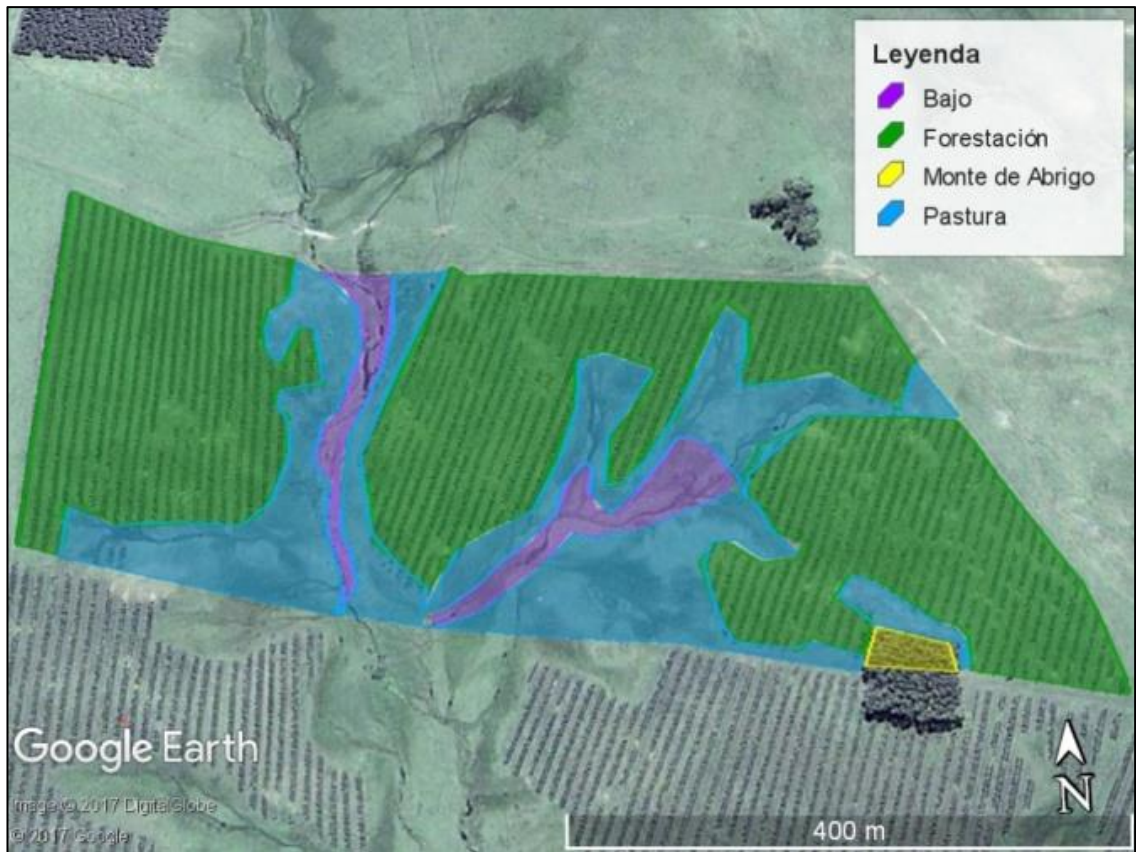 Leyenda
Bajo
Forestación
Monte de Abrigo
Pastura
Google Earth
Image © 2017 DigitalGlobe
© 2017 Google
N
400 m